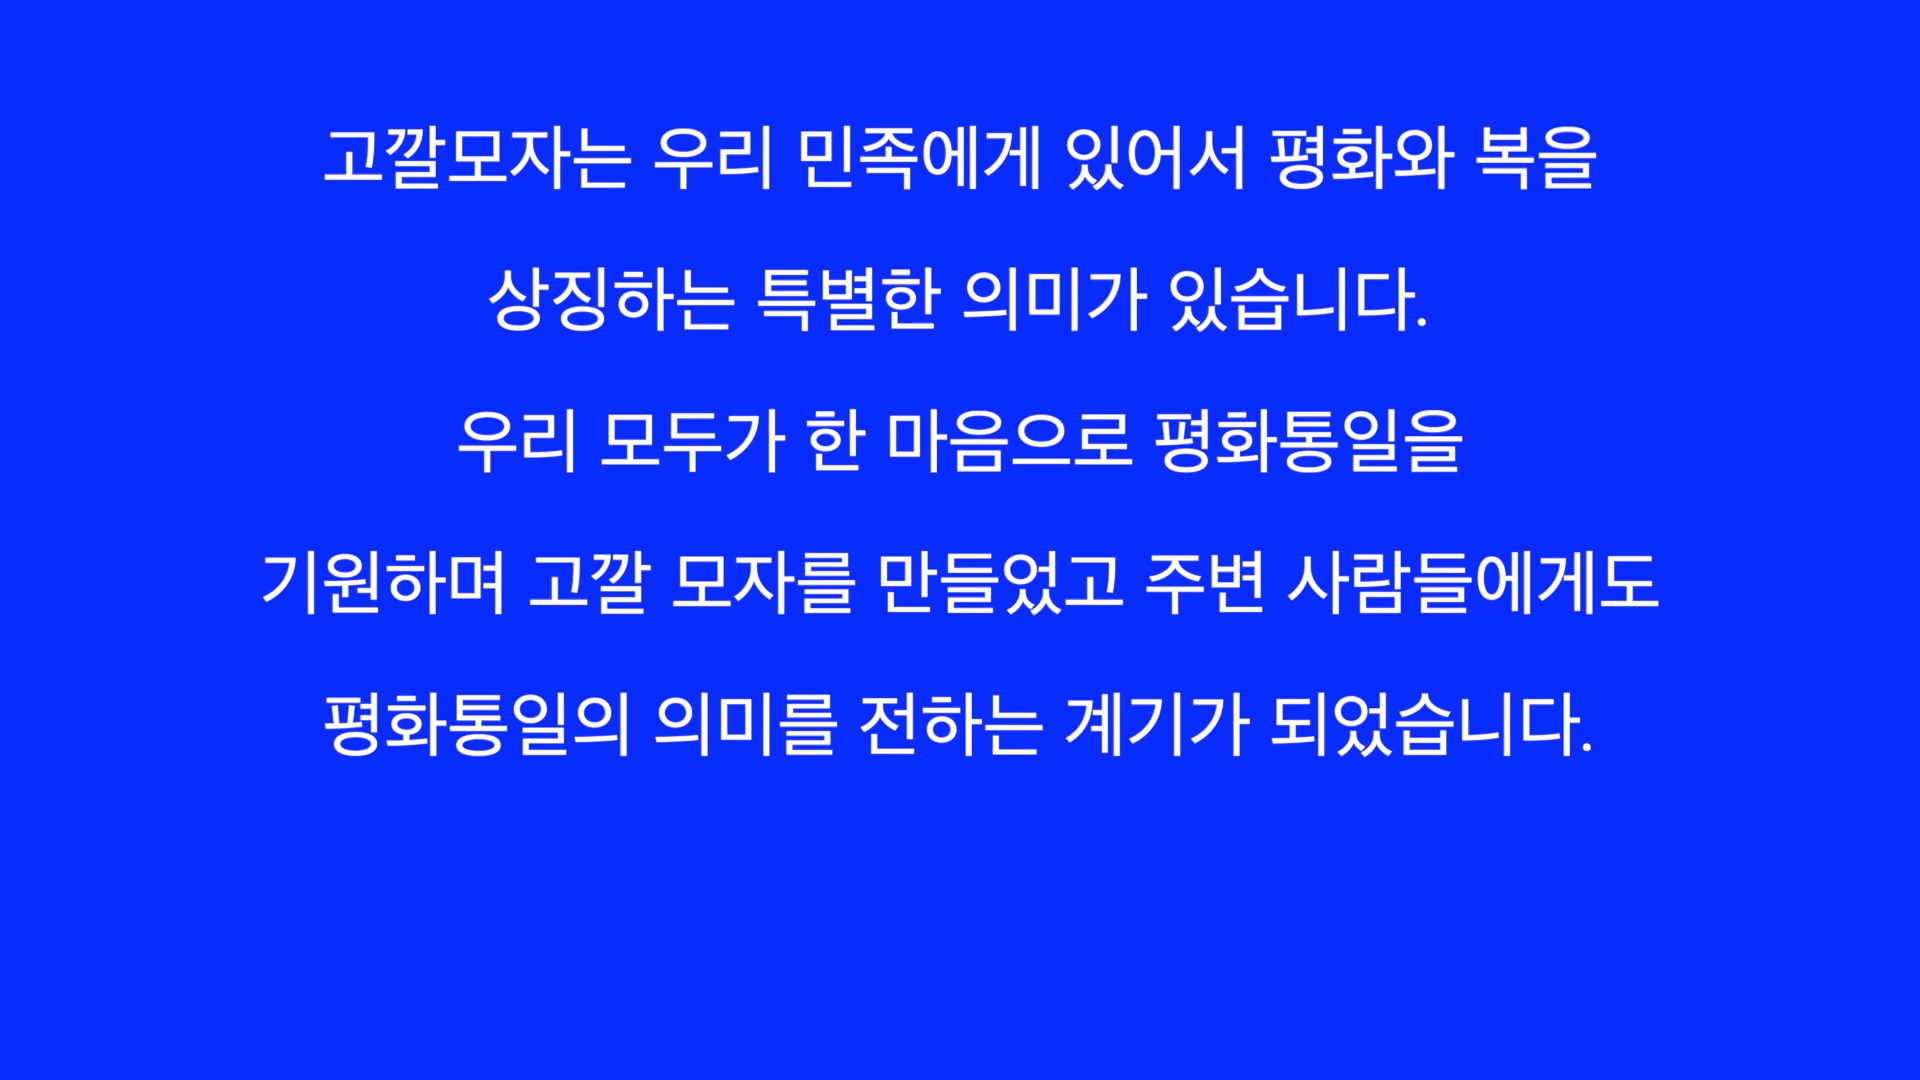 고깔모자는 우리 민족에게 있어서 평화와 복을
상징하는 특별한 의미가 있습니다.
우리 모두가 한 마음으로 평화통일을
기원하며 고깔 모자를 만들었고 주변 사람들에게도
평화통일의 의미를 전하는 계기가 되었습니다.